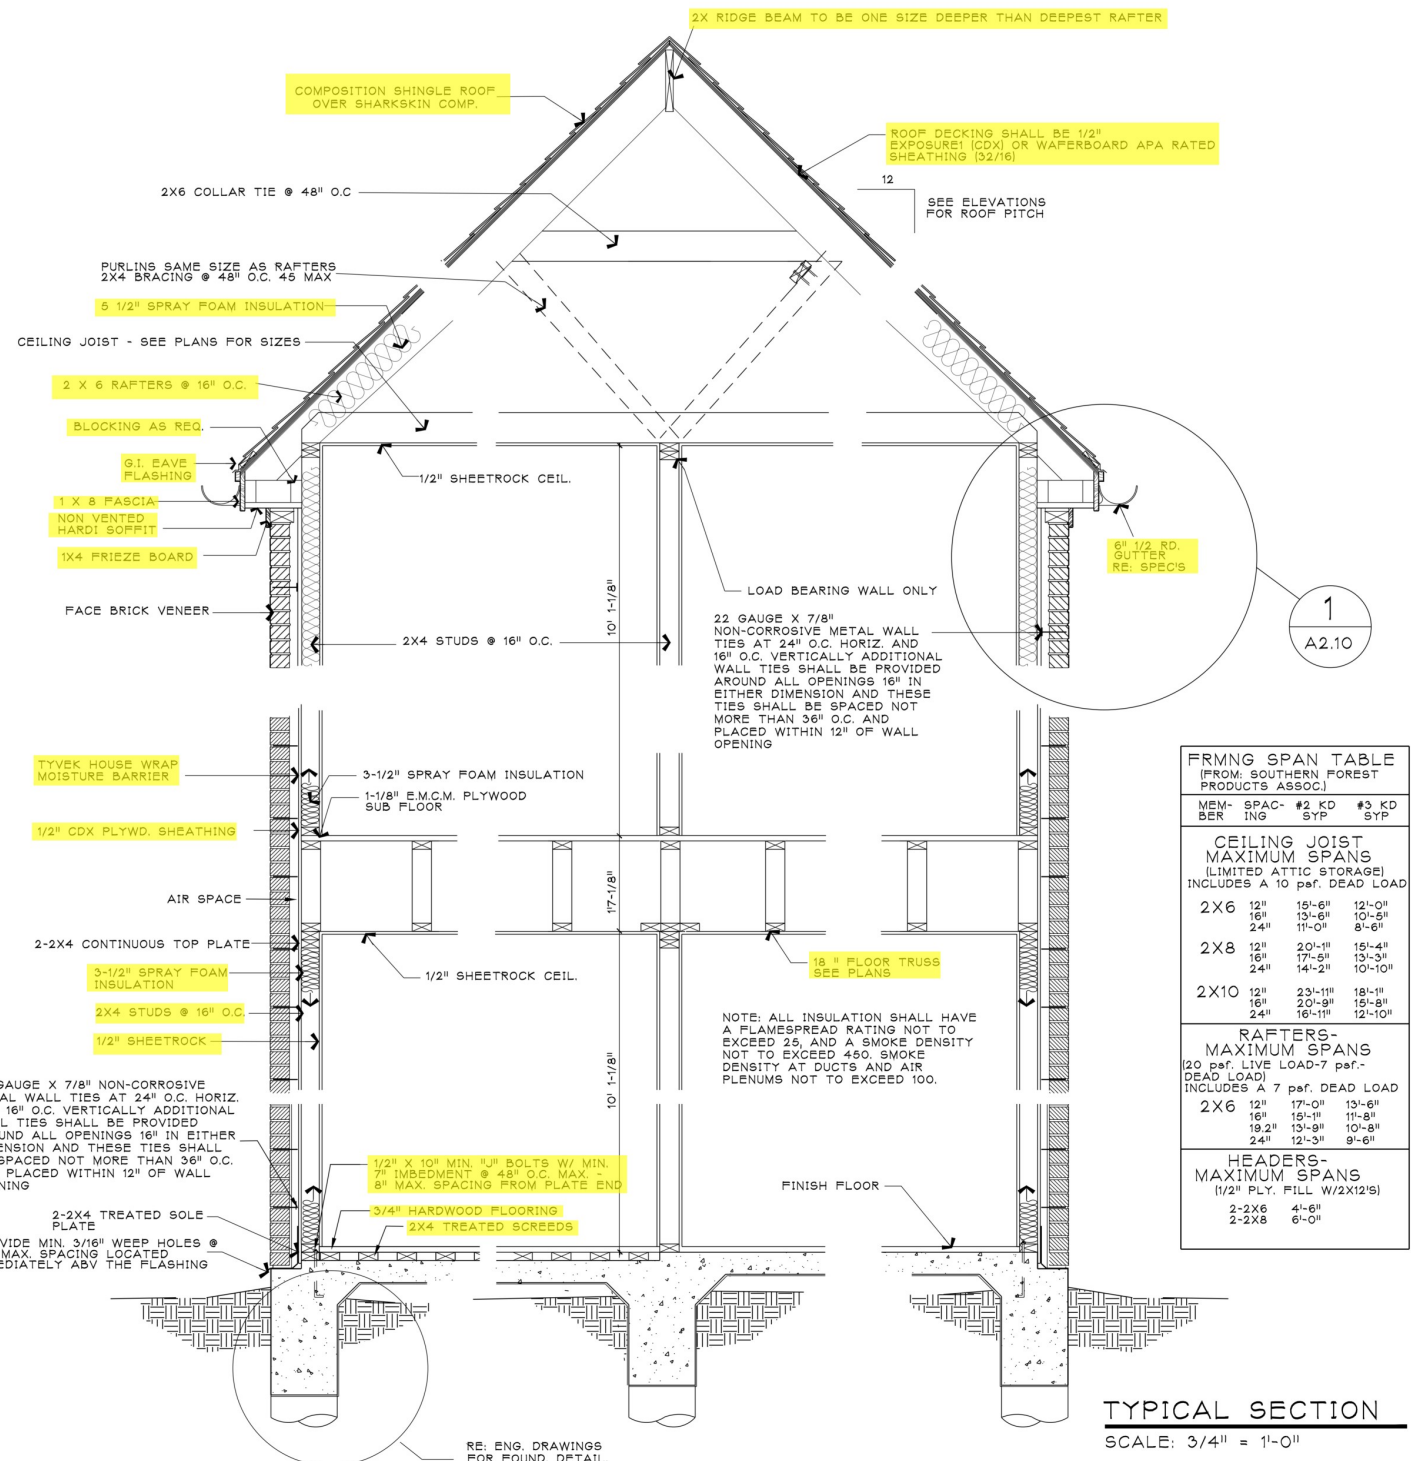 2X RIDGE BEAM TO BE ONE SIZE DEEPER THAN DEEPEST RAFTER
COMPOSITION SHINGLE ROOF
OVER SHARKSKIN COMP.
ROOF DECKING SHALL BE 1/2"
EXPOSURE1 (CDX) OR WAFERBOARD APA RATED
SHEATHING (32/16)
12
SEE ELEVATIONS
FOR ROOF PITCH
2X6 COLLAR TIE @ 48" O.C
PURLINS SAME SIZE AS RAFTERS
2X4 BRACING @ 48" O.C. 45 MAX
5 1/2" SPRAY FOAM INSULATION
CEILING JOIST - SEE PLANS FOR SIZES
2 X 6 RAFTERS @ 16" O.C.
BLOCKING AS REQ.
G.I. EAVE
FLASHING
1 X 8 FASCIA
NON VENTED
HARDI SOFFIT
1X4 FRIEZE BOARD
FACE BRICK VENEER
1/2" SHEETROCK CEIL.
2X4 STUDS @ 16" O.C.
10' 1-1/8"
LOAD BEARING WALL ONLY
22 GAUGE X 7/8"
NON-CORROSIVE METAL WALL
TIES AT 24" O.C. HORIZ. AND
16" O.C. VERTICALLY ADDITIONAL
WALL TIES SHALL BE PROVIDED
AROUND ALL OPENINGS 16" IN
EITHER DIMENSION AND THESE
TIES SHALL BE SPACED NOT
MORE THAN 36" O.C. AND
PLACED WITHIN 12" OF WALL
OPENING
6" 1/2 RD.
GUTTER
RE: SPEC'S
1
A2.10
TYVEK HOUSE WRAP
MOISTURE BARRIER
3-1/2" SPRAY FOAM INSULATION
1-1/8" E.M.C.M. PLYWOOD
SUB FLOOR
1/2" CDX PLYWD. SHEATHING
AIR SPACE
1'7-1/8"
2-2X4 CONTINUOUS TOP PLATE
3-1/2" SPRAY FOAM
INSULATION
1/2" SHEETROCK CEIL.
18 " FLOOR TRUSS
SEE PLANS
2X4 STUDS @ 16" O.C.
1/2" SHEETROCK
NOTE: ALL INSULATION SHALL HAVE
A FLAMESPREAD RATING NOT TO
EXCEED 25, AND A SMOKE DENSITY
NOT TO EXCEED 450. SMOKE
DENSITY AT DUCTS AND AIR
PLENUMS NOT TO EXCEED 100.
10' 1-1/8"
GAUGE X 7/8" NON-CORROSIVE
AL WALL TIES AT 24" O.C. HORIZ.
16" O.C. VERTICALLY ADDITIONAL
L TIES SHALL BE PROVIDED
UND ALL OPENINGS 16" IN EITHER
ENSION AND THESE TIES SHALL
SPACED NOT MORE THAN 36" O.C.
PLACED WITHIN 12" OF WALL
NING
1/2" X 10" MIN. "J" BOLTS W/ MIN.
7" IMBEDMENT @ 48" O.C. MAX. -
8" MAX. SPACING FROM PLATE END
3/4" HARDWOOD FLOORING
2X4 TREATED SCREEDS
FINISH FLOOR
2-2X4 TREATED SOLE
PLATE
VIDE MIN. 3/16" WEEP HOLES @
MAX. SPACING LOCATED
EDIATELY ABV THE FLASHING
RE: ENG. DRAWINGS
FOR FOUND. DETAIL
FRMNG SPAN TABLE
(FROM: SOUTHERN FOREST
PRODUCTS ASSOC.)
MEM- SPAC- #2 KD #3 KD
BER ING SYP SYP
CEILING JOIST
MAXIMUM SPANS
(LIMITED ATTIC STORAGE)
INCLUDES A 10 psf. DEAD LOAD
2X6 12" 15'-6" 12'-0"
16" 13'-6" 10'-5"
24" 11'-0" 8'-6"
2X8 12" 20'-1" 15'-4"
16" 17'-5" 13'-3"
24" 14'-2" 10'-10"
2X10 12" 23'-11" 18'-1"
16" 20'-9" 15'-8"
24" 16'-11" 12'-10"
RAFTERS-
MAXIMUM SPANS
(20 psf. LIVE LOAD-7 psf.-
DEAD LOAD)
INCLUDES A 7 psf. DEAD LOAD
2X6 12" 17'-0" 13'-6"
16" 15'-1" 11'-8"
19.2" 13'-9" 10'-8"
24" 12'-3" 9'-6"
HEADERS-
MAXIMUM SPANS
(1/2" PLY. FILL W/2X12'S)
2-2X6 4'-6"
2-2X8 6'-0"
TYPICAL SECTION
SCALE: 3/4" = 1'-0"